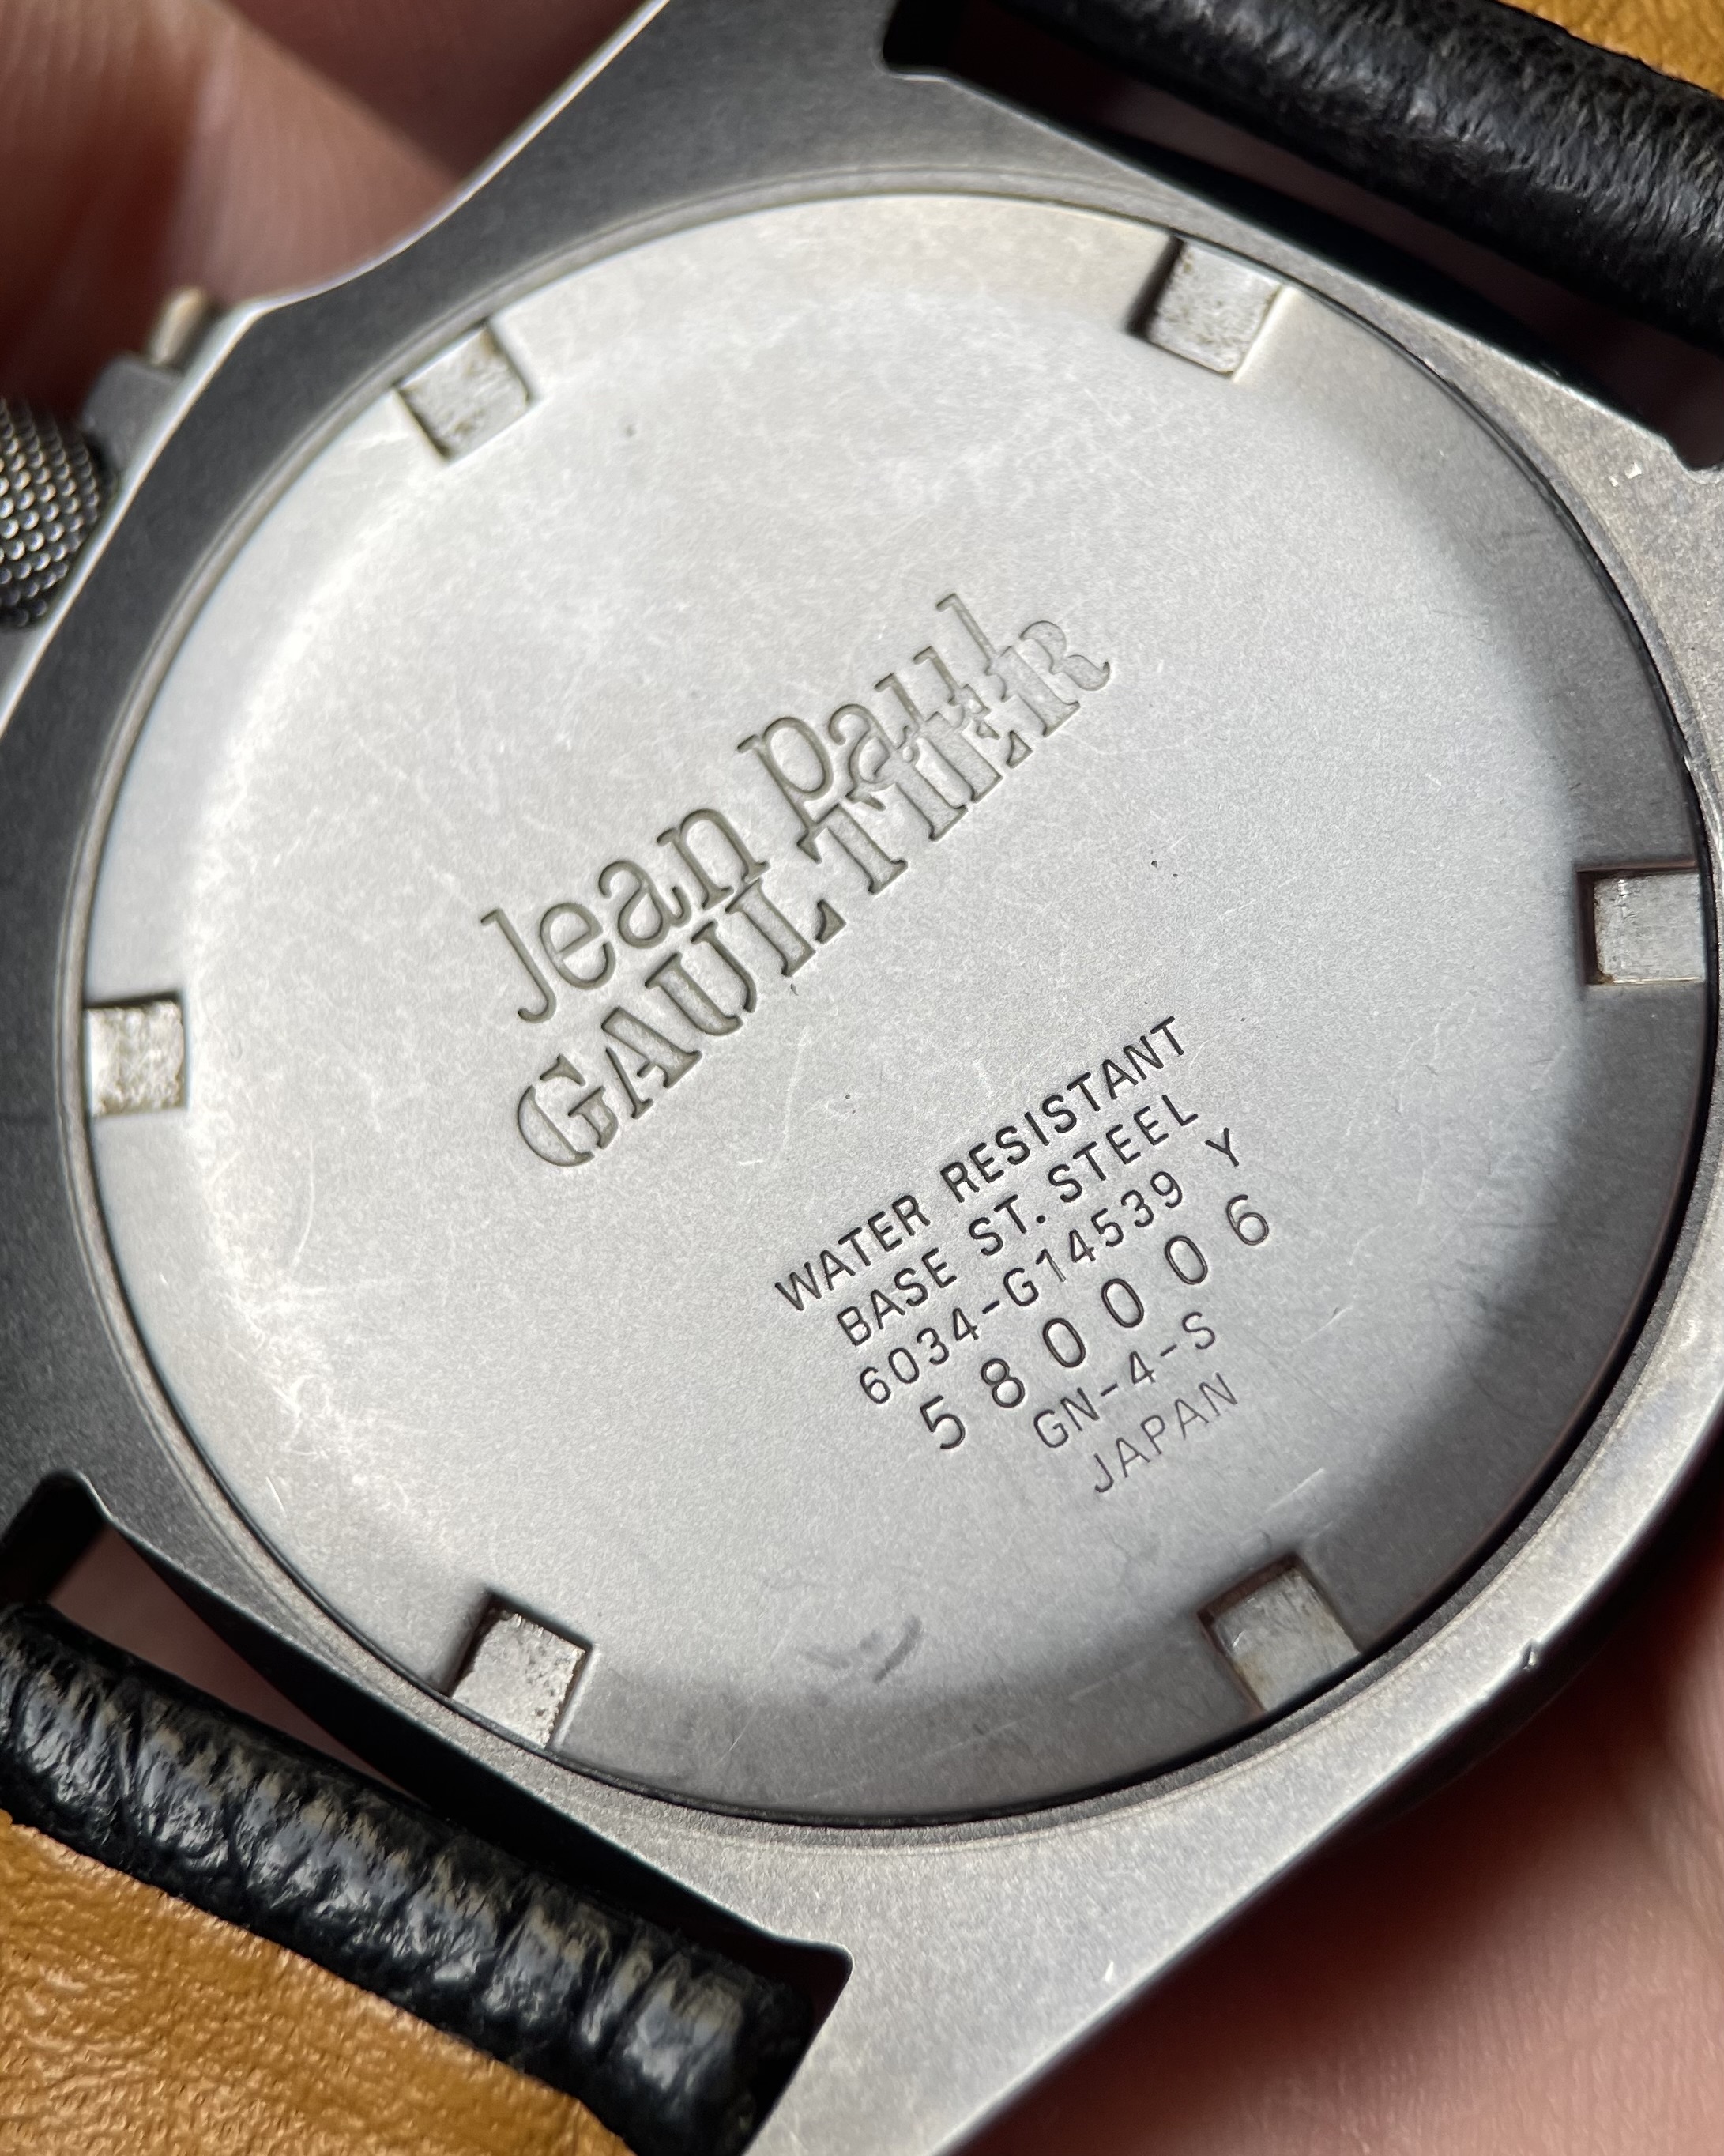 Jean Paul
GAULTIER
WATER RESISTANT
BASE ST. STEEL
6034-G14539 Y
580006
GN-4-S
JAPAN